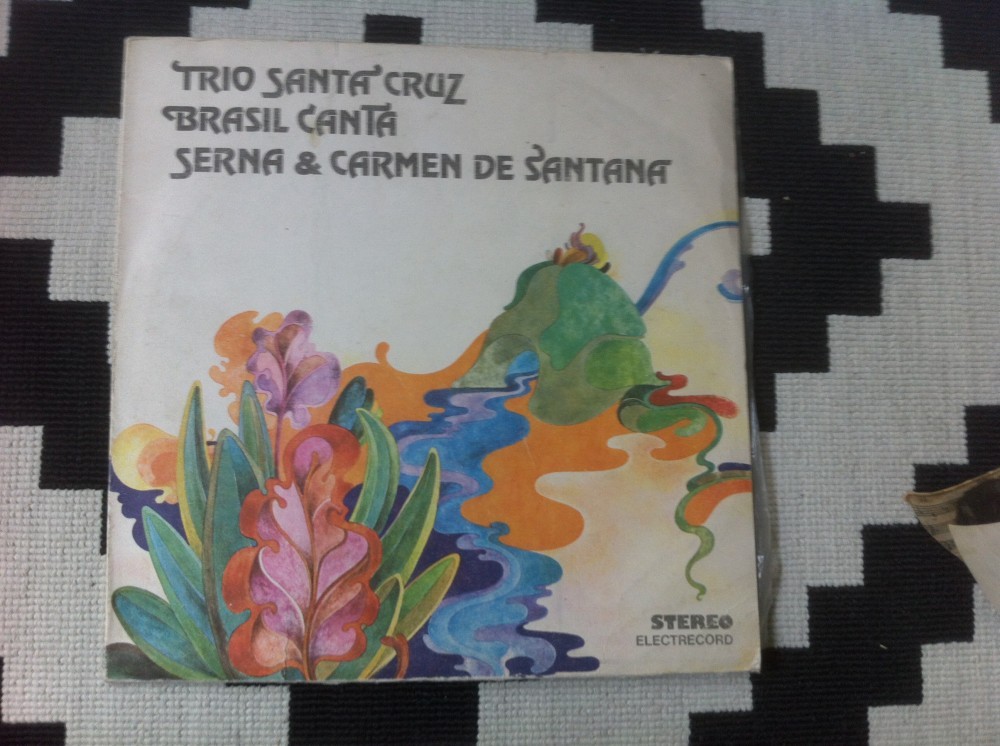 TRIO SANTA CRUZ
BRASIL CANTA
SERNA & CARMEN DE SANTANA
STEREO
ELECTRECORD